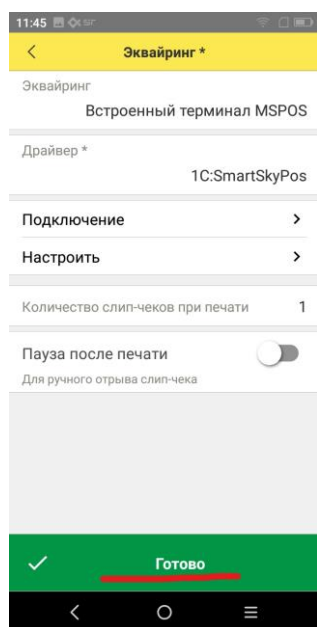 11:45
Эквайринг *
Эквайринг
Встроенный терминал MSPOS
Драйвер *
1C:SmartSkyPos
Подключение
Настроить
Количество слип-чеков при печати 1
Пауза после печати
Для ручного отрыва слип-чека
Готово